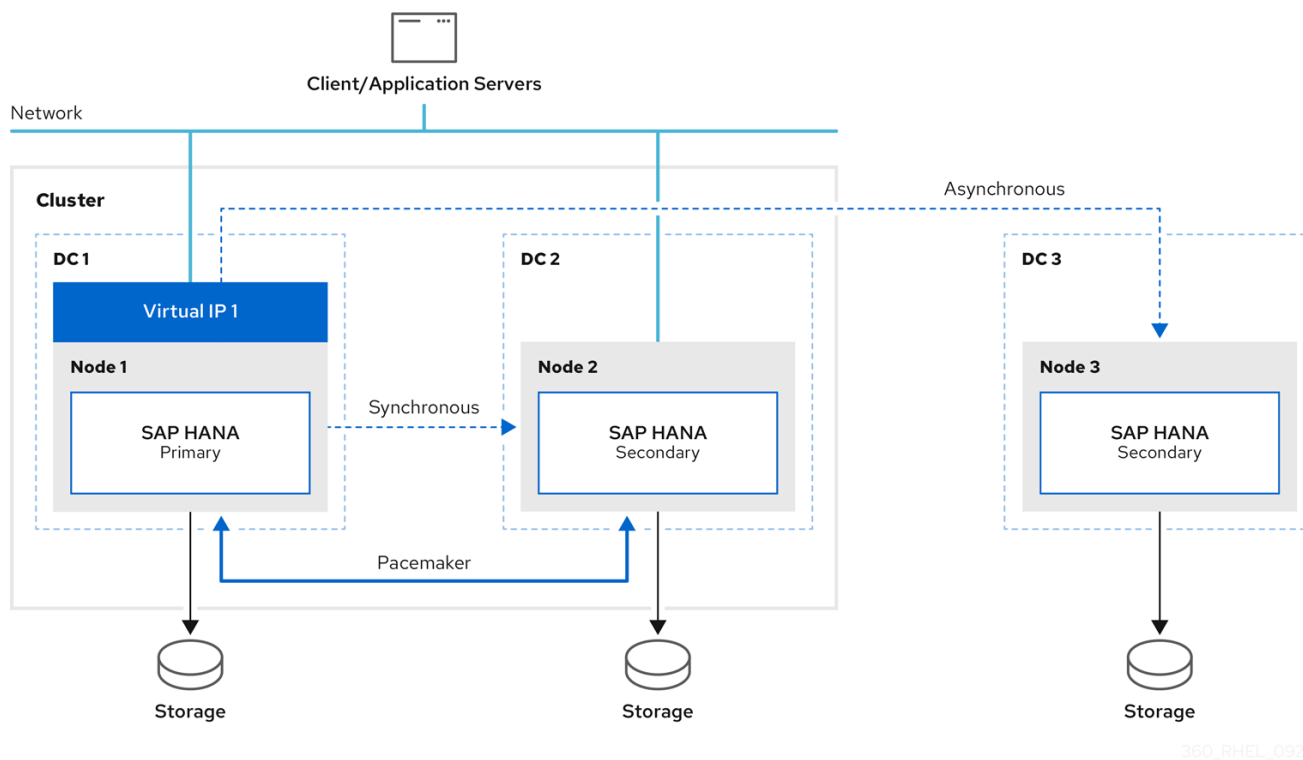 Client/Application Servers
Network
Cluster
Asynchronous
DC 1
DC 2
DC 3
Virtual IP 1
Node 1
Node 2
Node 3
SAP HANA
Primary
Synchronous
SAP HANA
Secondary
SAP HANA
Secondary
Pacemaker
Storage
Storage
Storage
360_RHEL_092